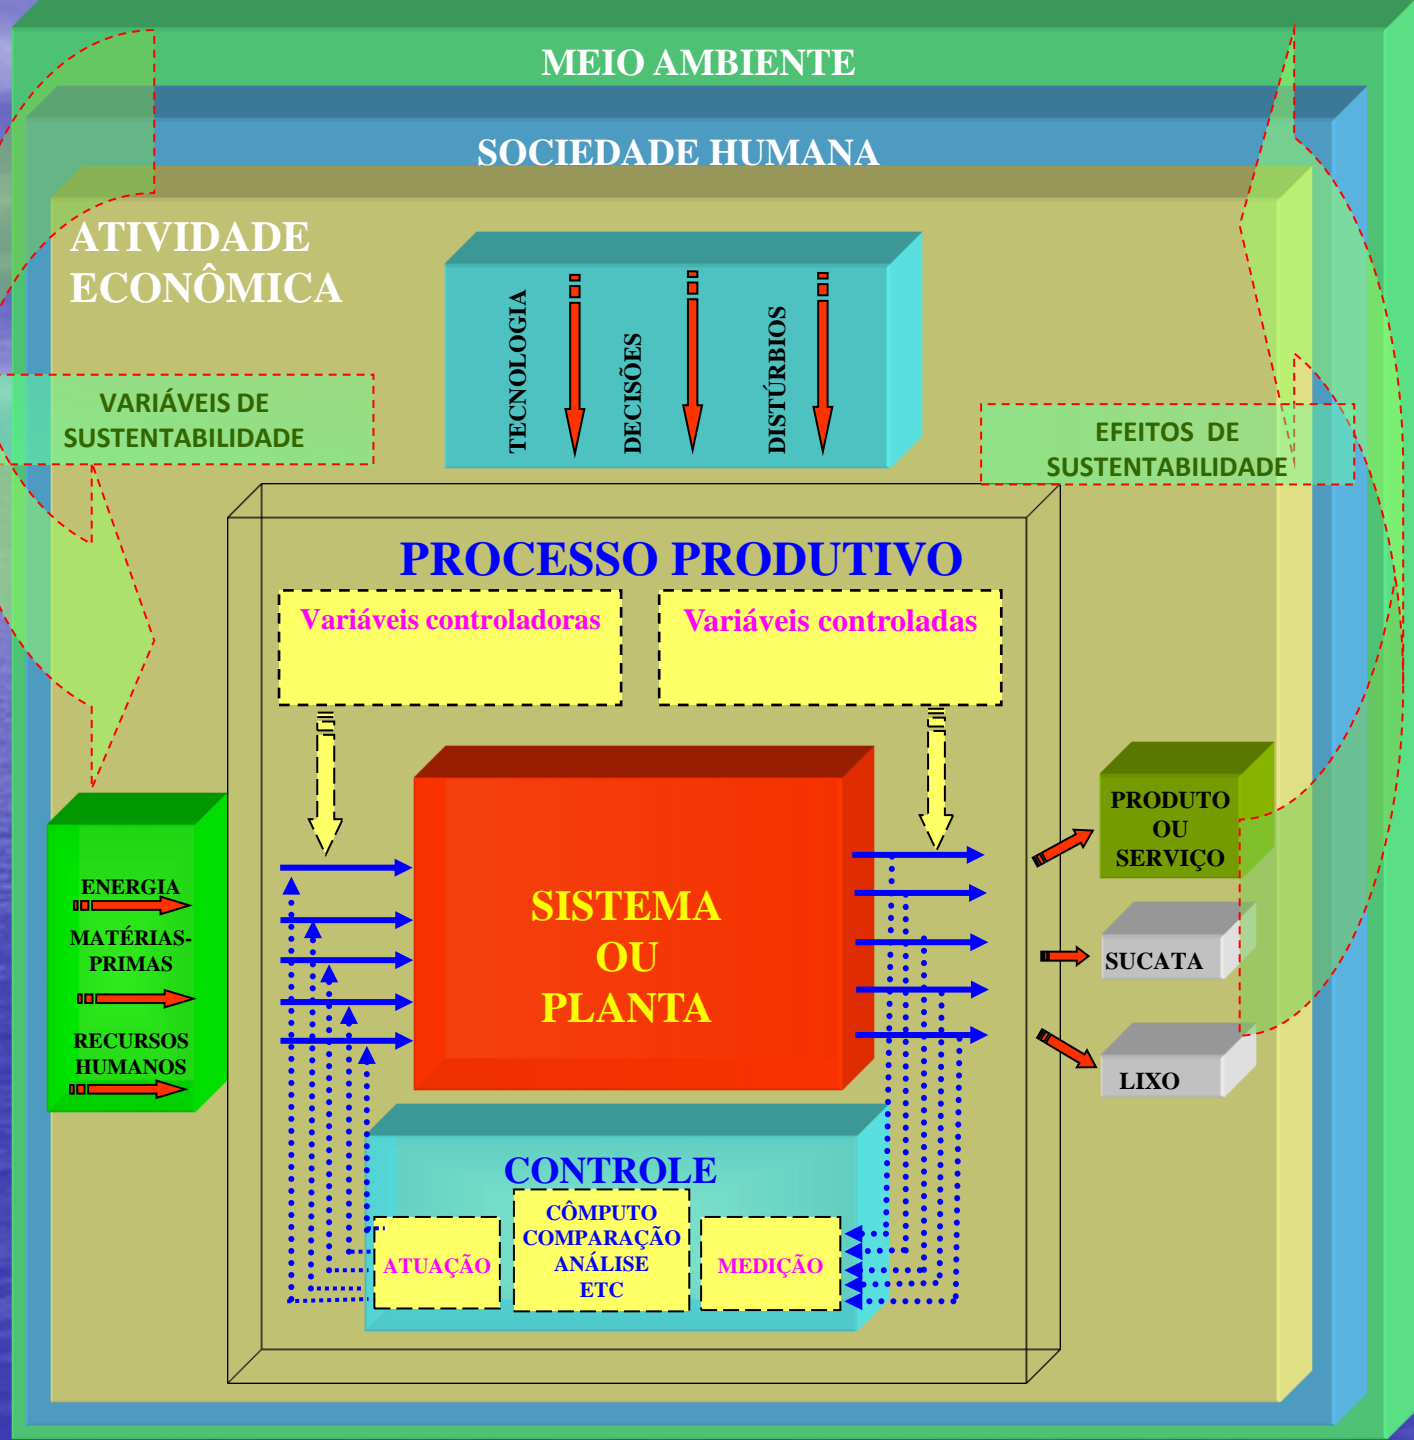 MEIO AMBIENTE
SOCIEDADE HUMANA
ATIVIDADE
ECONÔMICA
TECNOLOGIA
DECISÕES
DISTÚRBIOS
VARIÁVEIS DE
SUSTENTABILIDADE
EFEITOS DE
SUSTENTABILIDADE
PROCESSO PRODUTIVO
Variáveis controladoras
Variáveis controladas
ENERGIA
MATÉRIAS-
PRIMAS
RECURSOS
HUMANOS
SISTEMA
OU
PLANTA
PRODUTO
OU
SERVIÇO
SUCATA
LIXO
CONTROLE
ATUAÇÃO
CÔMPUTO
COMPARAÇÃO
ANÁLISE
ETC
MEDIÇÃO